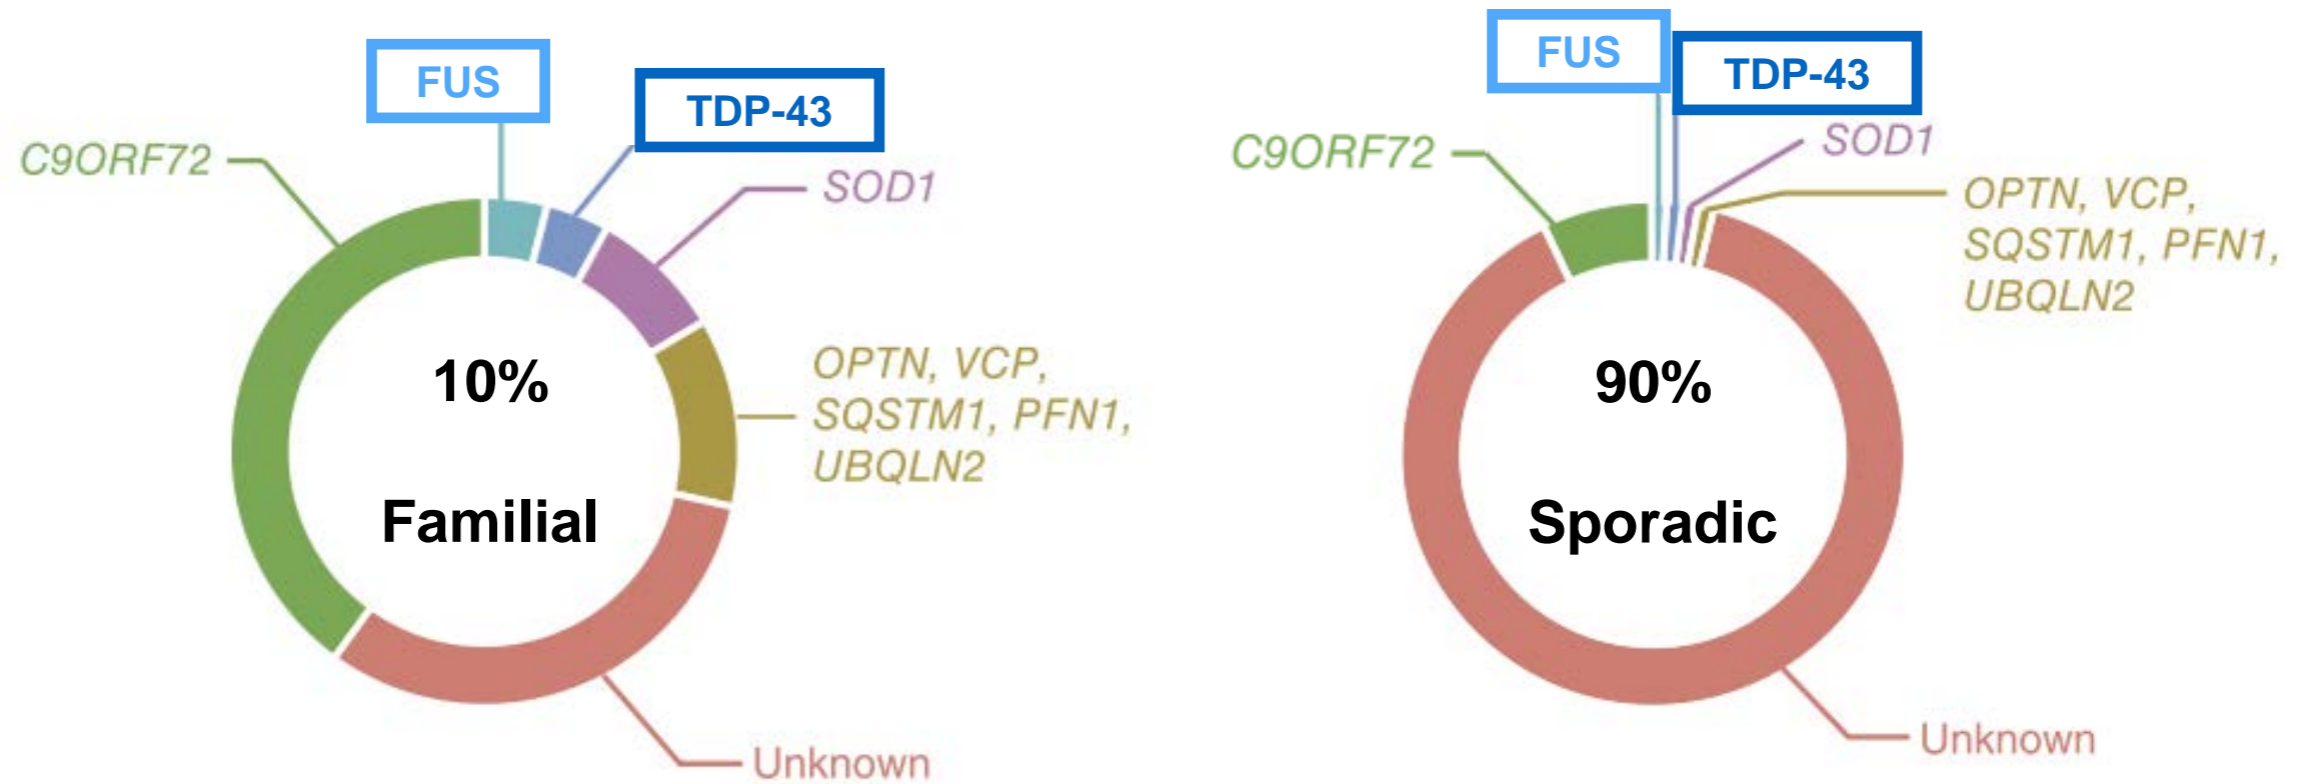 FUS
TDP-43
C9ORF72
SOD1
OPTN, VCP,
SQSTM1, PFN1,
UBQLN2
10%
Familial
Unknown
FUS
TDP-43
C9ORF72
SOD1
OPTN, VCP,
SQSTM1, PFN1,
UBQLN2
90%
Sporadic
Unknown